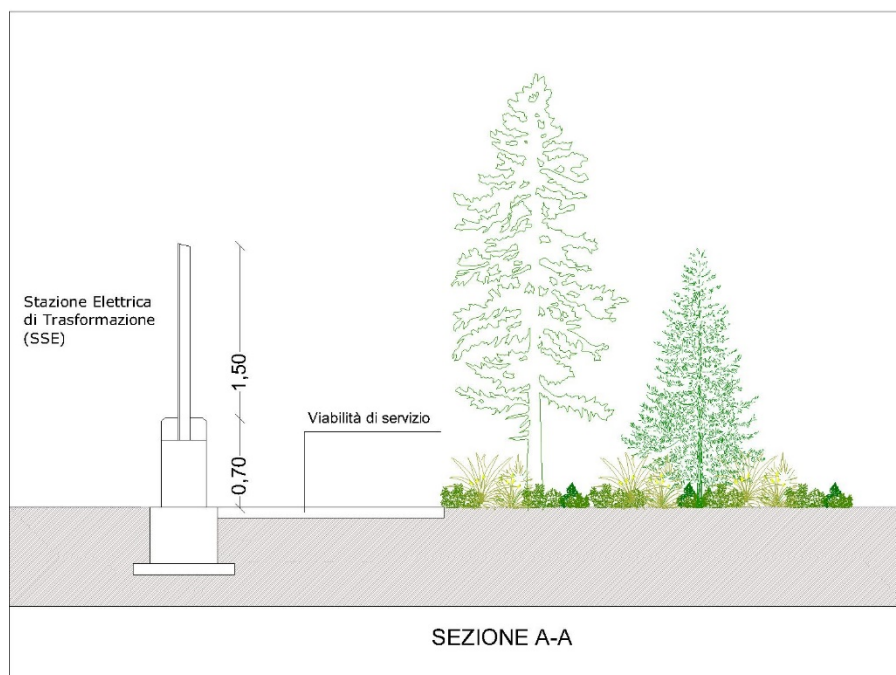 Stazione Elettrica
di Trasformazione
(SSE)
1,50
0,70
Viabilità di servizio
SEZIONE A-A